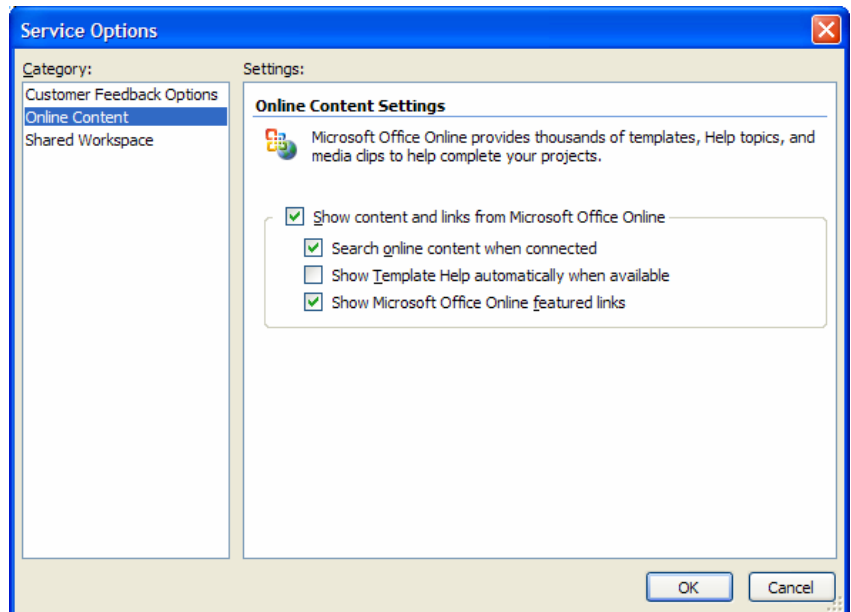 Service Options
Category:
Settings:
Customer Feedback Options
Online Content
Shared Workspace
Online Content Settings
Microsoft Office Online provides thousands of templates, Help topics, and
media clips to help complete your projects.
Show content and links from Microsoft Office Online
Search online content when connected
Show Template Help automatically when available
Show Microsoft Office Online featured links
OK
Cancel